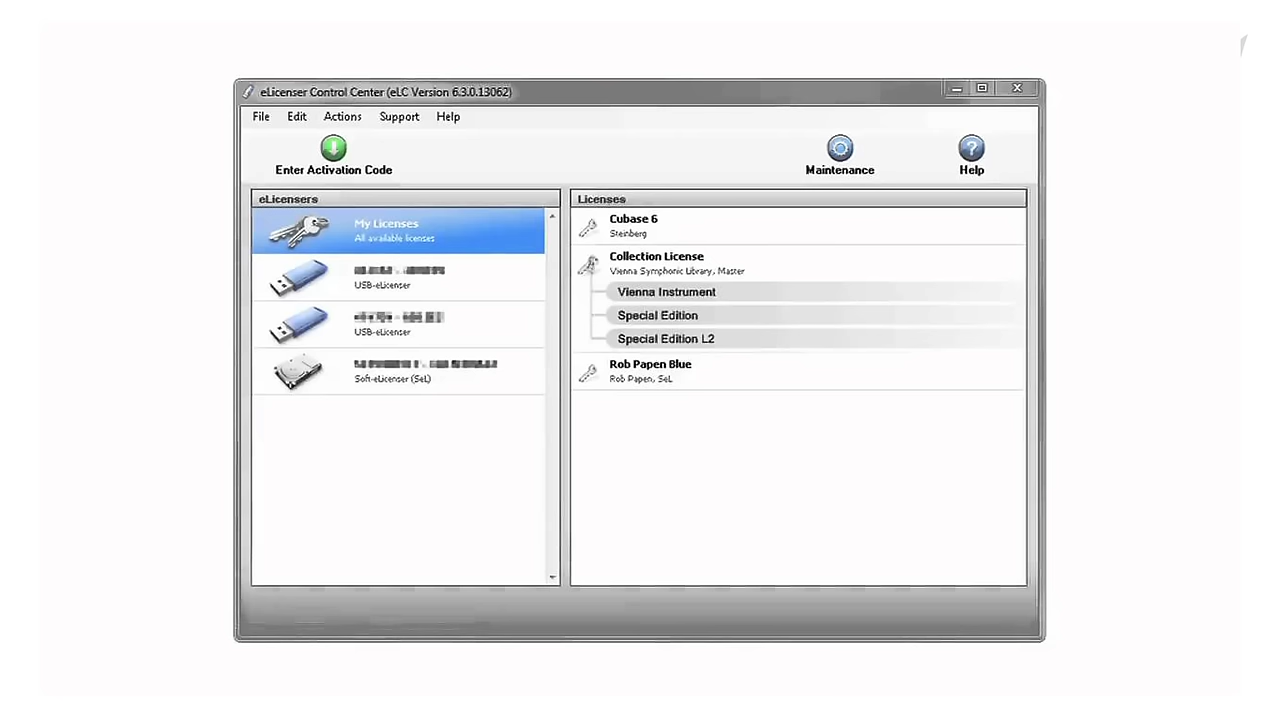 eLicenser Control Center (eLC Version 6.3.0.13062)
File Edit Actions Support Help
Enter Activation Code
Maintenance
Help
eLicensers
My Licenses
All available licenses
USB-eLicenser
USB-eLicenser
Soft-eLicenser (SeL)
Licenses
Cubase 6
Steinberg
Collection License
Vienna Symphonic Library, Master
Vienna Instrument
Special Edition
Special Edition L2
Rob Papen Blue
Rob Papen, SeL